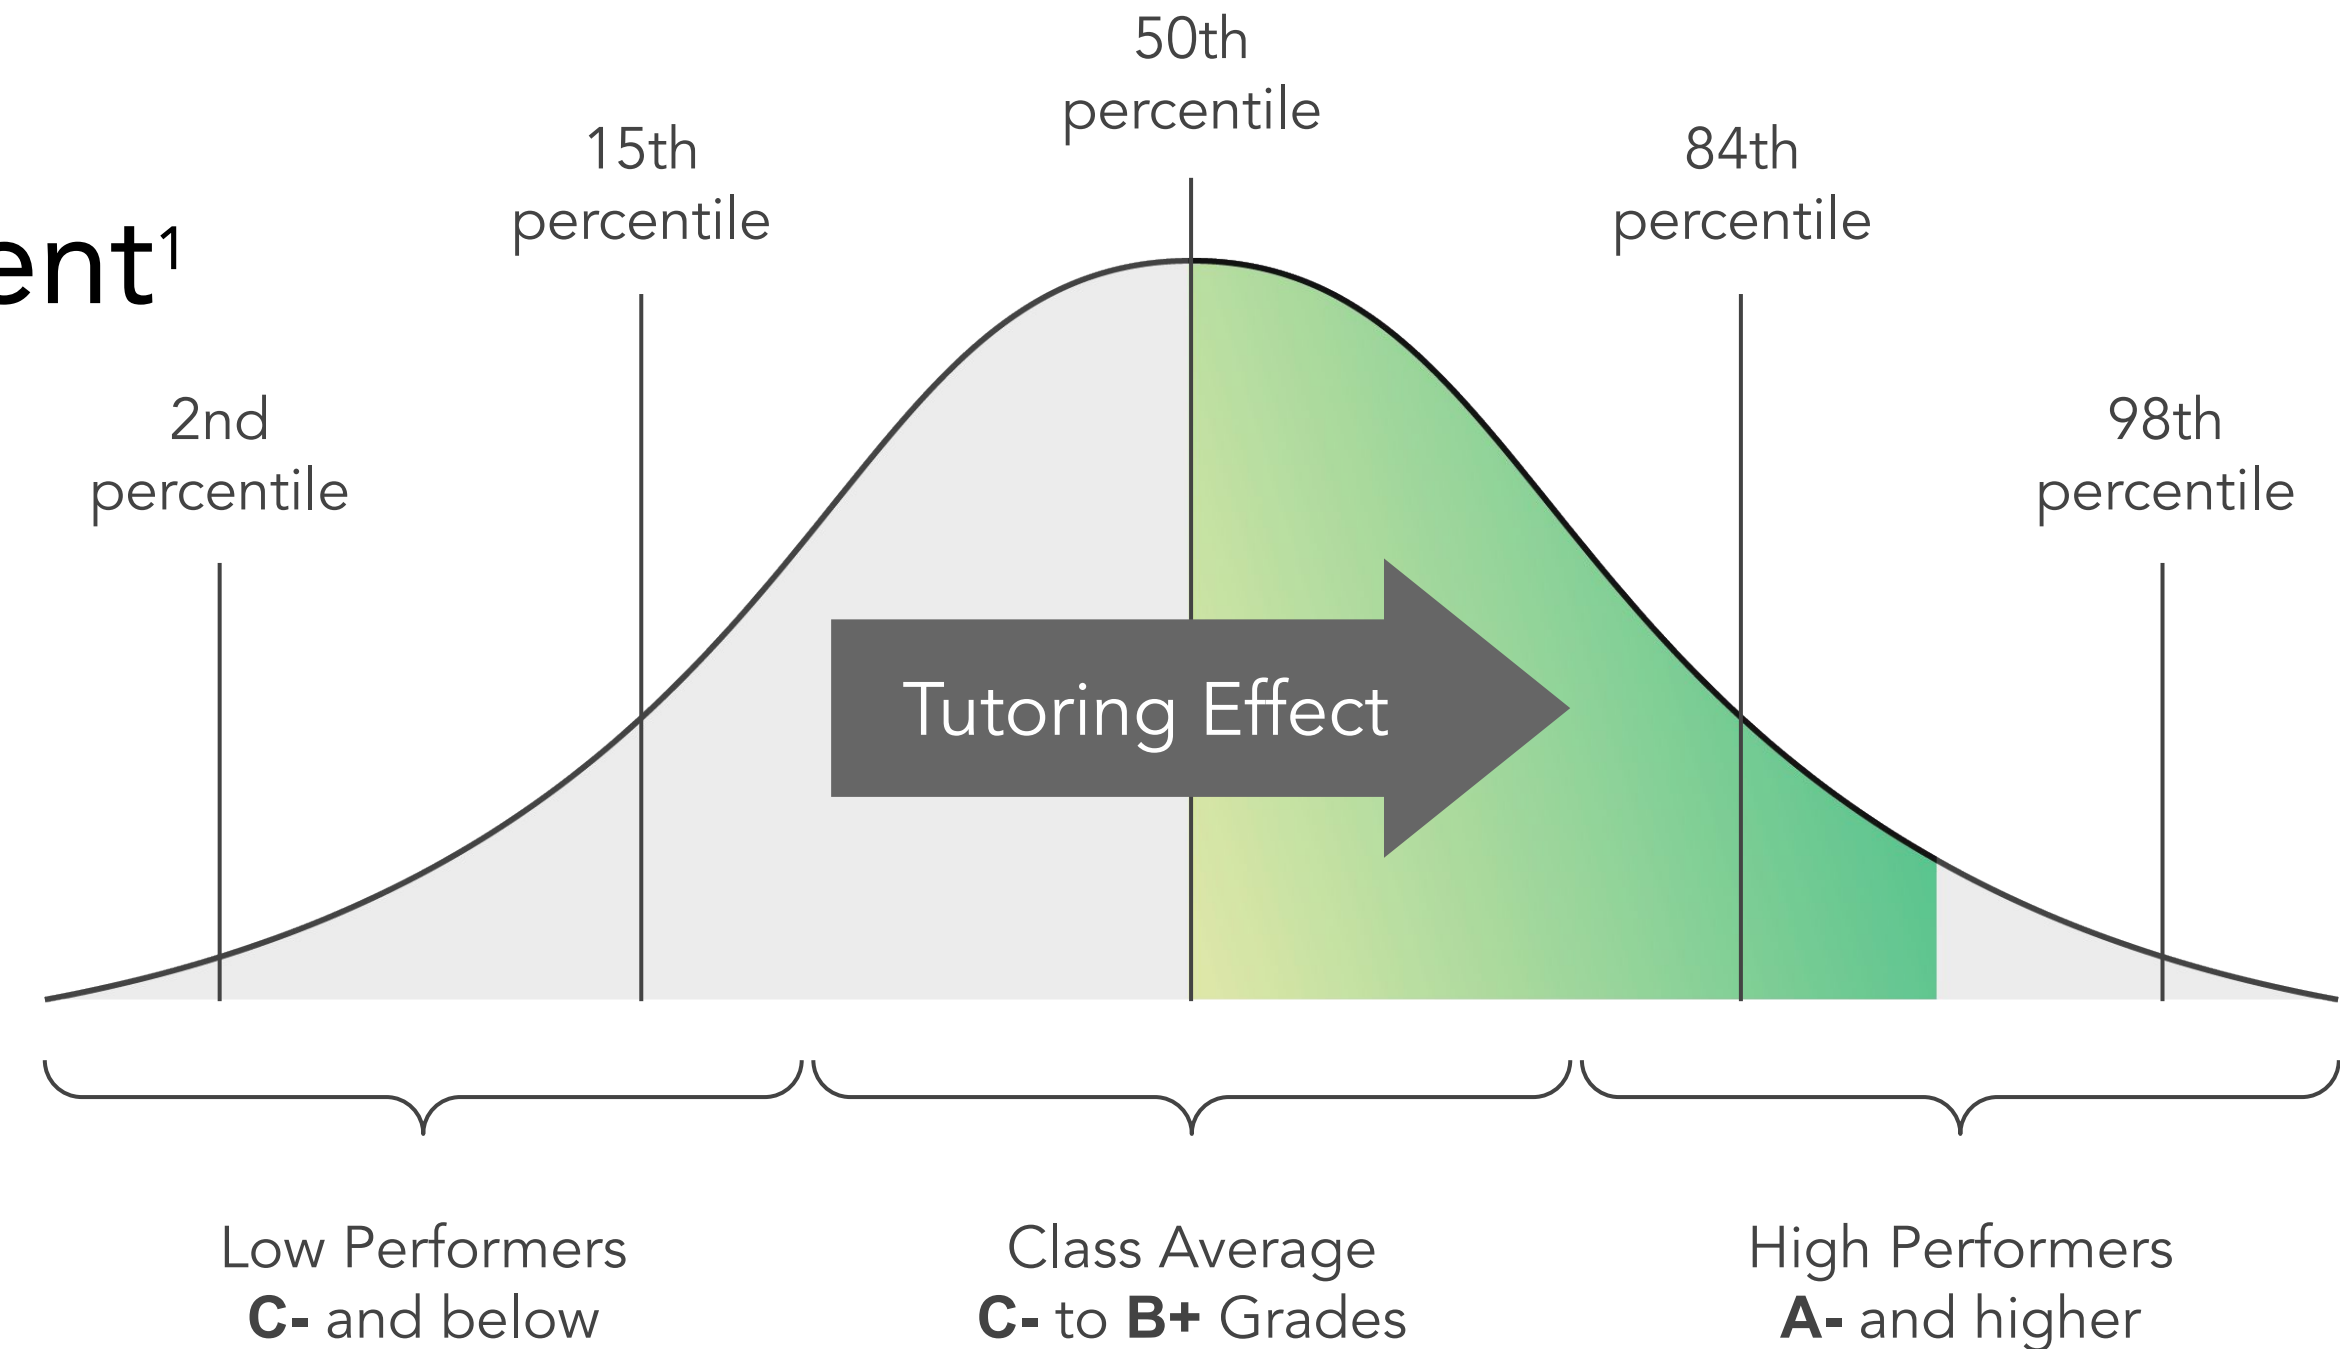 50th
percentile
15th
percentile
84th
percentile
ent¹
2nd
percentile
98th
percentile
Tutoring Effect
Low Performers
C- and below
Class Average
C- to B+ Grades
High Performers
A- and higher